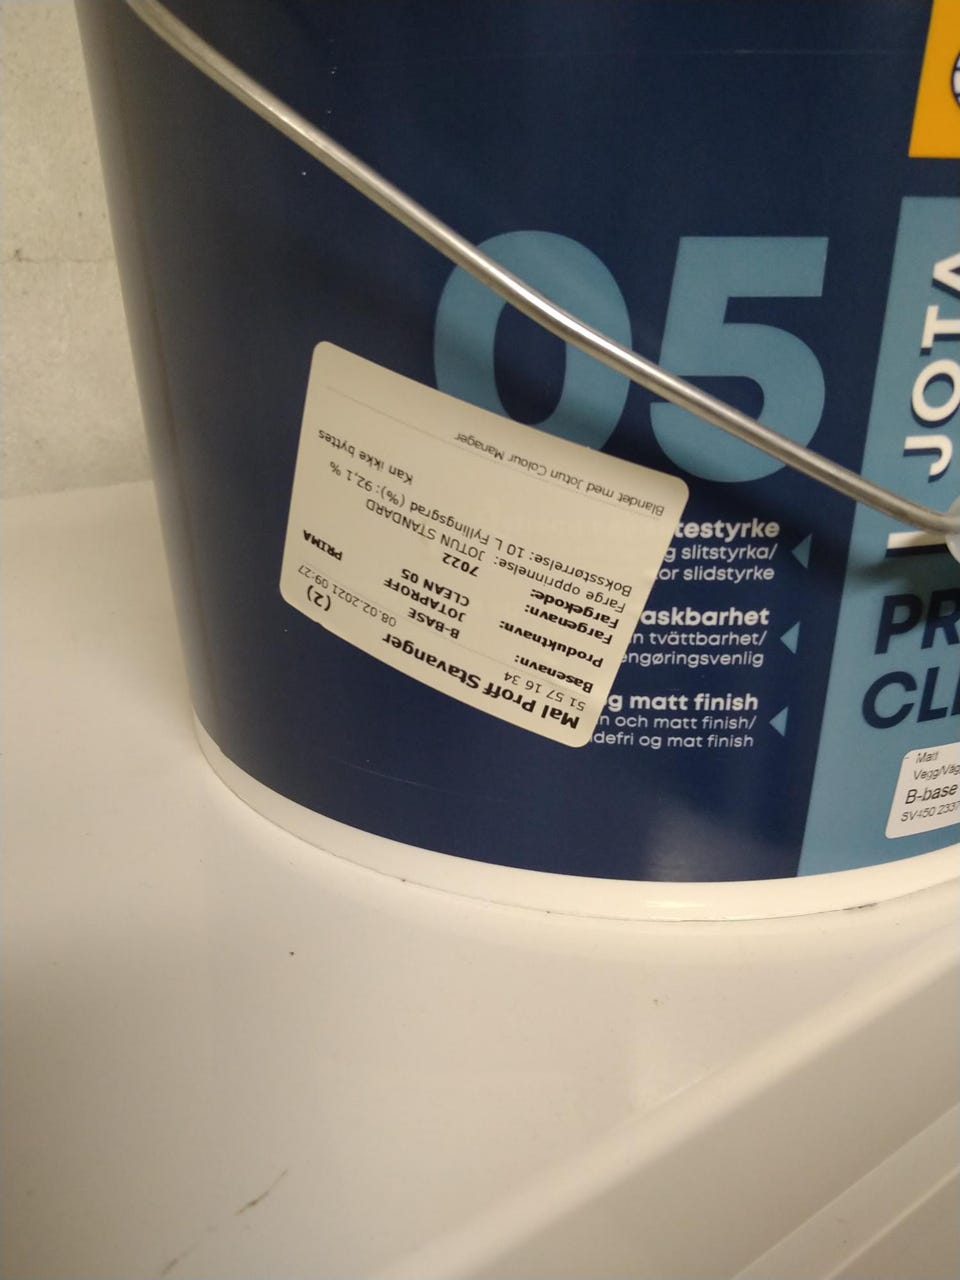 05
Mal Proff Stavanger (2)
51 57 16 34 08.02.2021 09:27
Basenavn: B-BASE
Produktnavn: JOTAPROFF PRIMA
CLEAN 05
Fargenavn:
Fargekode: 7022
Farge opprinnelse: JOTUN STANDARD
Boksstørrelse: 10 L Fyllingsgrad (%): 92,1 %
Kan ikke byttes
Blandet med Jotun Colour Manager
testyrke
g slitstyrka/
or slidstyrke
askbarhet
n tvättbarhet/
engøringsvenlig
g matt finish
n och matt finish/
defri og mat finish
JOTA
PR
CLE
Matt
Vegg/Väg
B-base